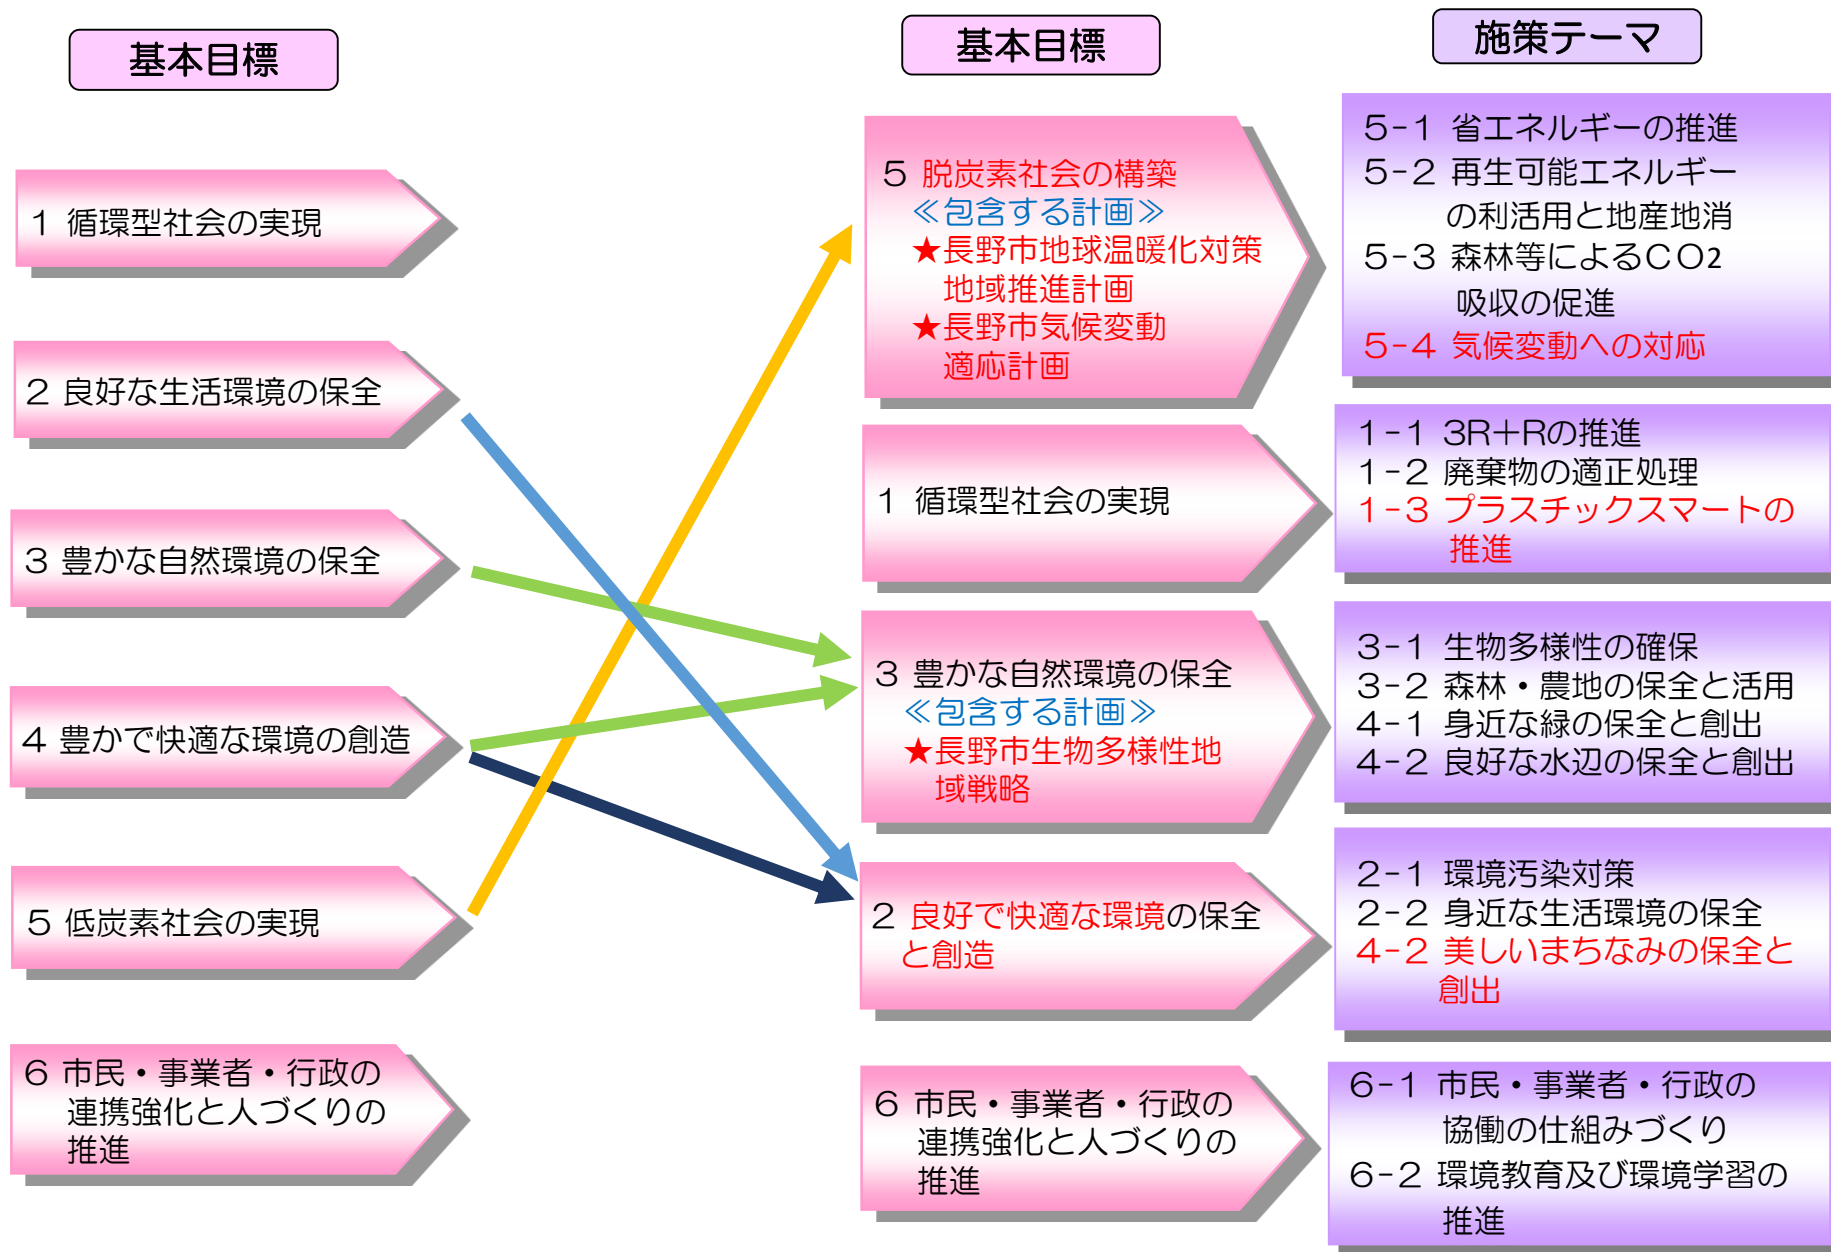 基本目標
1 循環型社会の実現
2 良好な生活環境の保全
3 豊かな自然環境の保全
4 豊かで快適な環境の創造
5 低炭素社会の実現
6 市民・事業者・行政の
連携強化と人づくりの
推進
基本目標
5 脱炭素社会の構築
≪包含する計画≫
★長野市地球温暖化対策
地域推進計画
★長野市気候変動
適応計画
1 循環型社会の実現
3 豊かな自然環境の保全
≪包含する計画≫
★長野市生物多様性地
域戦略
2 良好で快適な環境の保全
と創造
6 市民・事業者・行政の
連携強化と人づくりの
推進
施策テーマ
5-1 省エネルギーの推進
5-2 再生可能エネルギー
の利活用と地産地消
5-3 森林等によるCO2
吸収の促進
5-4 気候変動への対応
1-1 3R+Rの推進
1-2 廃棄物の適正処理
1-3 プラスチックスマートの
推進
3-1 生物多様性の確保
3-2 森林・農地の保全と活用
4-1 身近な緑の保全と創出
4-2 良好な水辺の保全と創出
2-1 環境汚染対策
2-2 身近な生活環境の保全
4-2 美しいまちなみの保全と
創出
6-1 市民・事業者・行政の
協働の仕組みづくり
6-2 環境教育及び環境学習の
推進